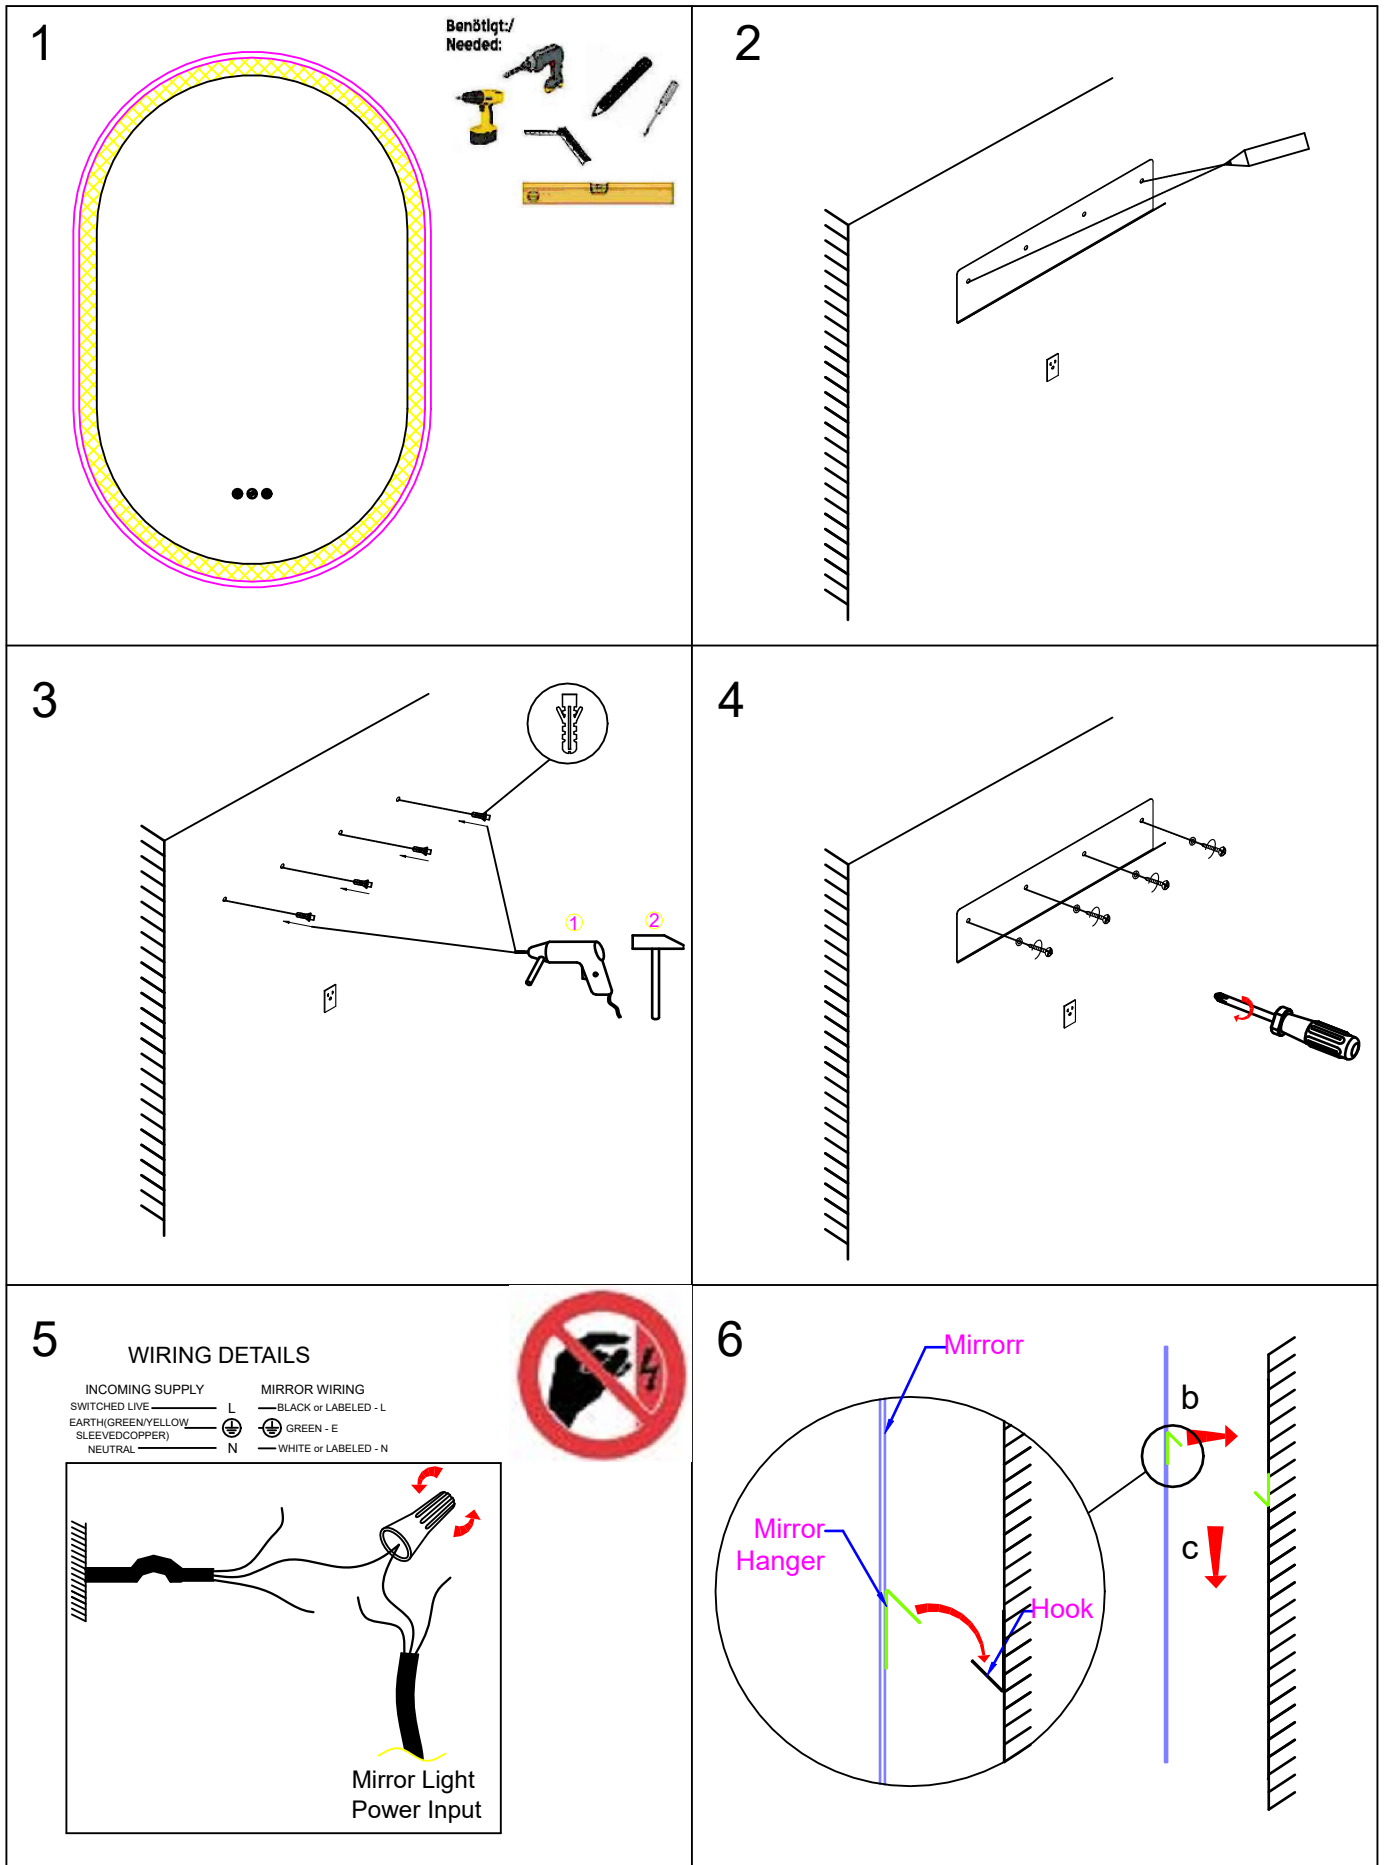 1
Benötigt:/
Needed:
2
3
1
2
4
5
WIRING DETAILS
INCOMING SUPPLY
MIRROR WIRING
SWITCHED LIVE L BLACK or LABELED - L
EARTH(GREEN/YELLOW
SLEEVEDCOPPER)
GREEN - E
NEUTRAL N WHITE or LABELED - N
Mirror Light
Power Input
6
Mirrorr
Mirror
Hanger
Hook
b
c